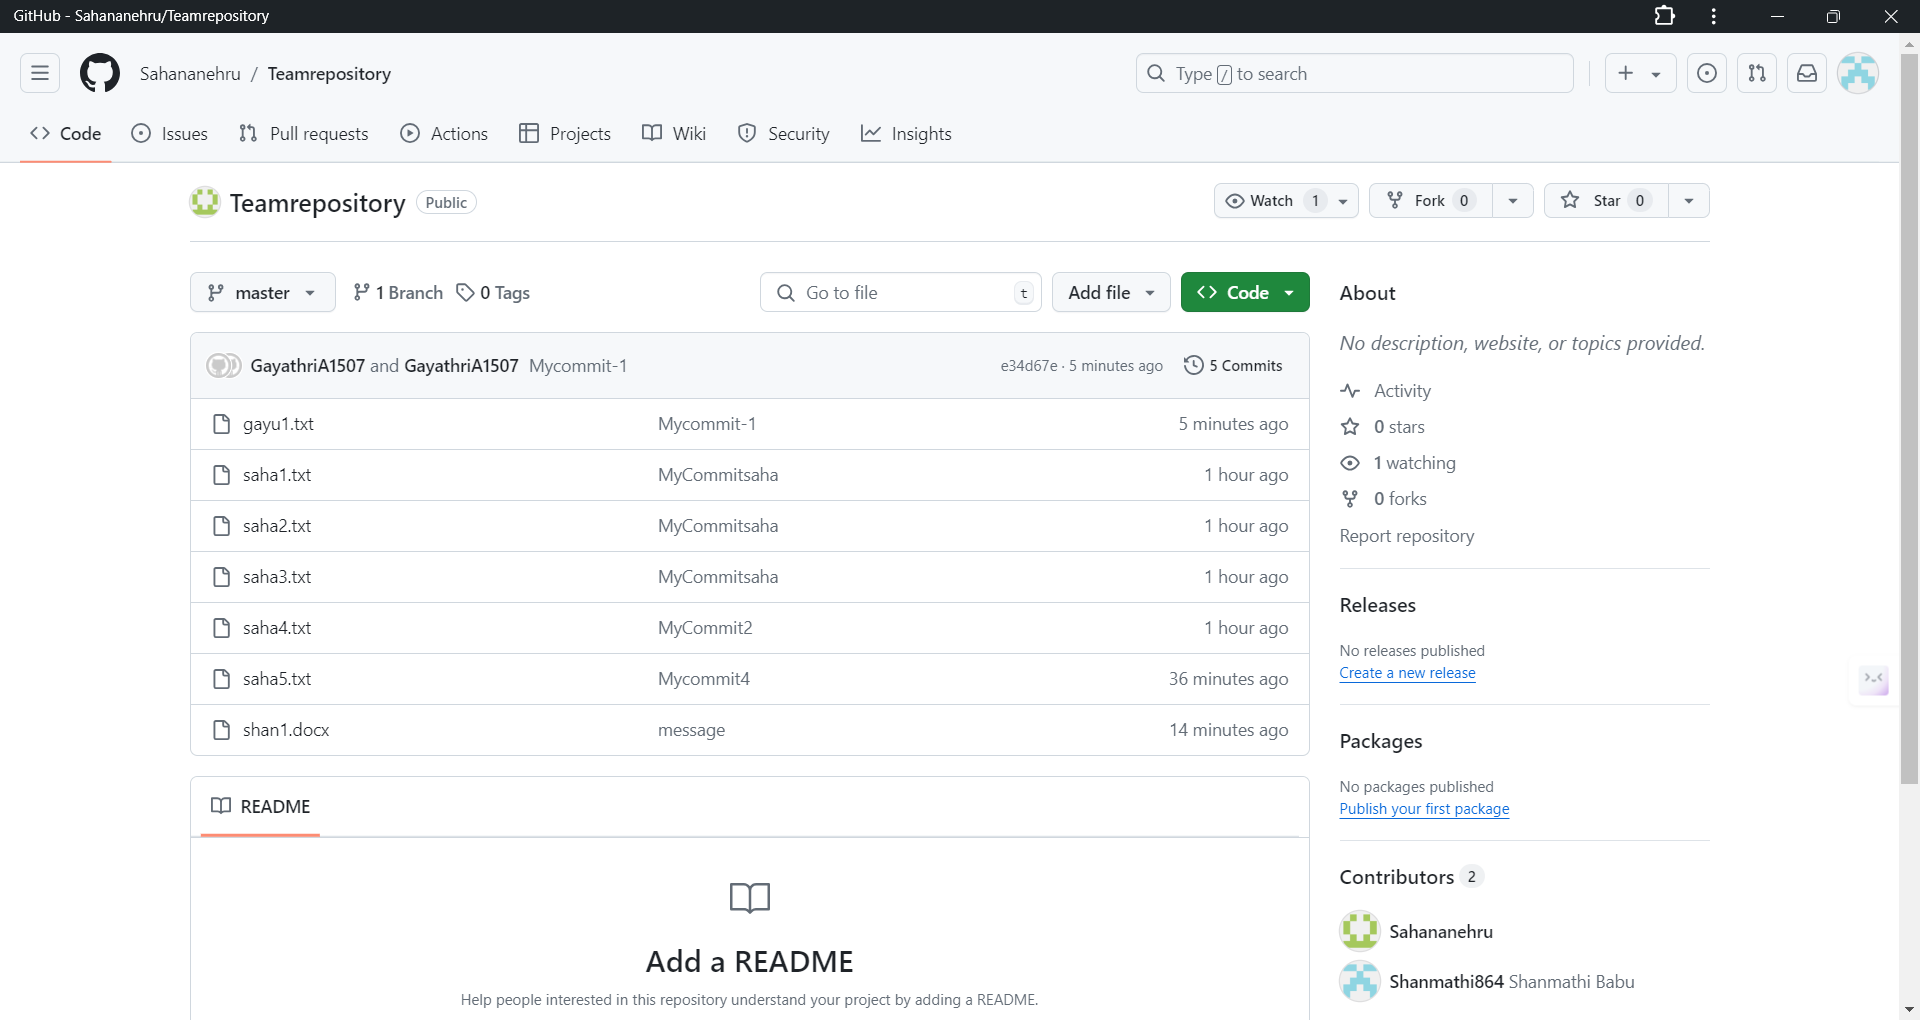 GitHub - Sahananehru/Teamrepository
Sahananehru / Teamrepository
Type / to search
Code Issues Pull requests Actions Projects Wiki Security Insights
Teamrepository Public
Watch 1 Fork 0 Star 0
master 1 Branch 0 Tags
Go to file t Add file Code
GayathriA1507 and GayathriA1507 Mycommit-1 e34d67e · 5 minutes ago 5 Commits
gayu1.txt Mycommit-1 5 minutes ago
saha1.txt MyCommitsaha 1 hour ago
saha2.txt MyCommitsaha 1 hour ago
saha3.txt MyCommitsaha 1 hour ago
saha4.txt MyCommit2 1 hour ago
saha5.txt Mycommit4 36 minutes ago
shan1.docx message 14 minutes ago
README
Add a README
Help people interested in this repository understand your project by adding a README.
About
No description, website, or topics provided.
Activity
0 stars
1 watching
0 forks
Report repository
Releases
No releases published
Create a new release
Packages
No packages published
Publish your first package
Contributors 2
Sahananehru
Shanmathi864 Shanmathi Babu